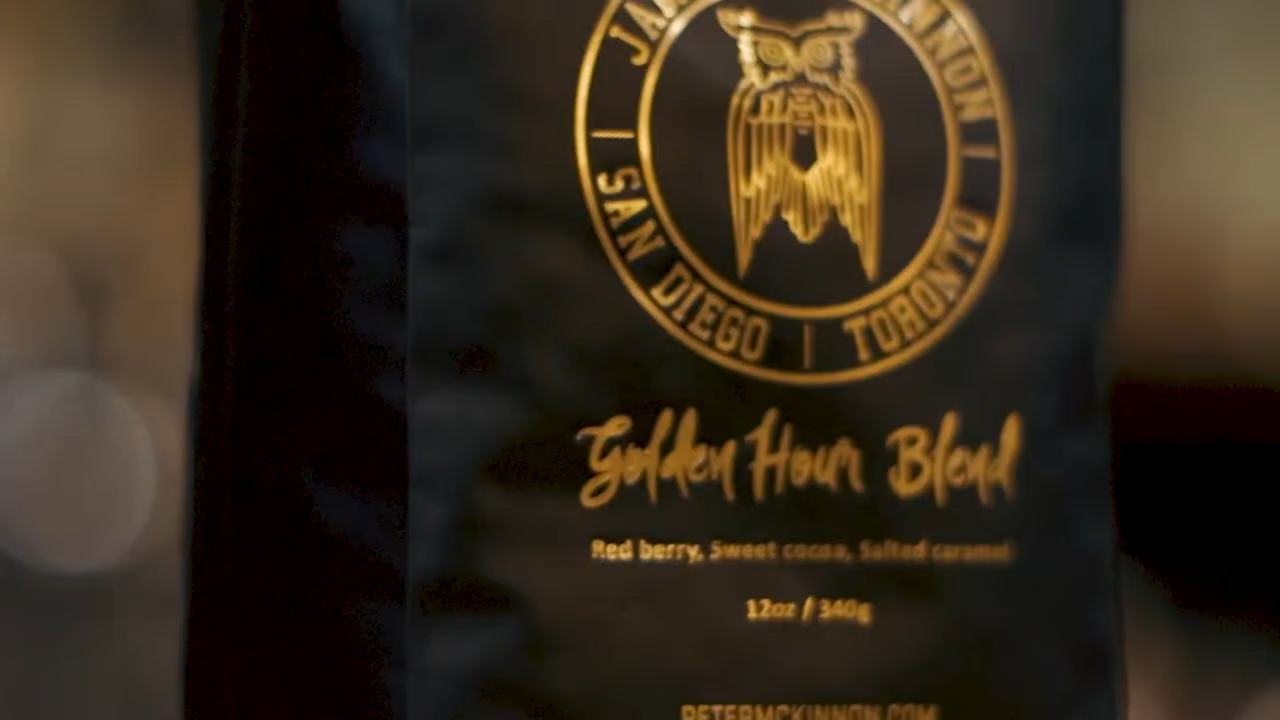 SAN DIEGO | TORONTO
Golden Hour Blend
Red berry, Sweet cocoa, Salted caramel
12oz / 340g
PETERMCKINNON.COM